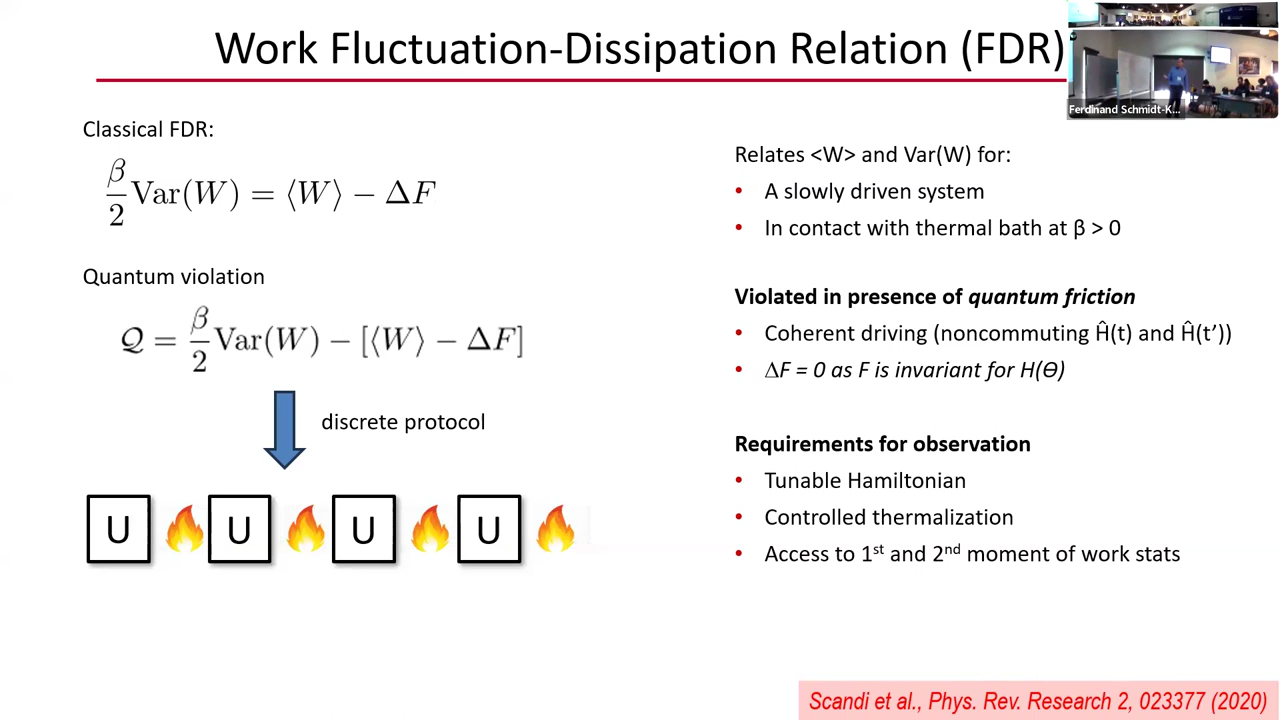 Work Fluctuation-Dissipation Relation (FDR)
Ferdinand Schmidt-K...
Classical FDR:
β/2 Var(W) = ⟨W⟩ − ΔF
Quantum violation
𝒬 = β/2 Var(W) − [⟨W⟩ − ΔF]
discrete protocol
U U U U
Relates <W> and Var(W) for:
• A slowly driven system
• In contact with thermal bath at β > 0
Violated in presence of quantum friction
• Coherent driving (noncommuting Ĥ(t) and Ĥ(t’))
• ΔF = 0 as F is invariant for H(Θ)
Requirements for observation
• Tunable Hamiltonian
• Controlled thermalization
• Access to 1st and 2nd moment of work stats
Scandi et al., Phys. Rev. Research 2, 023377 (2020)